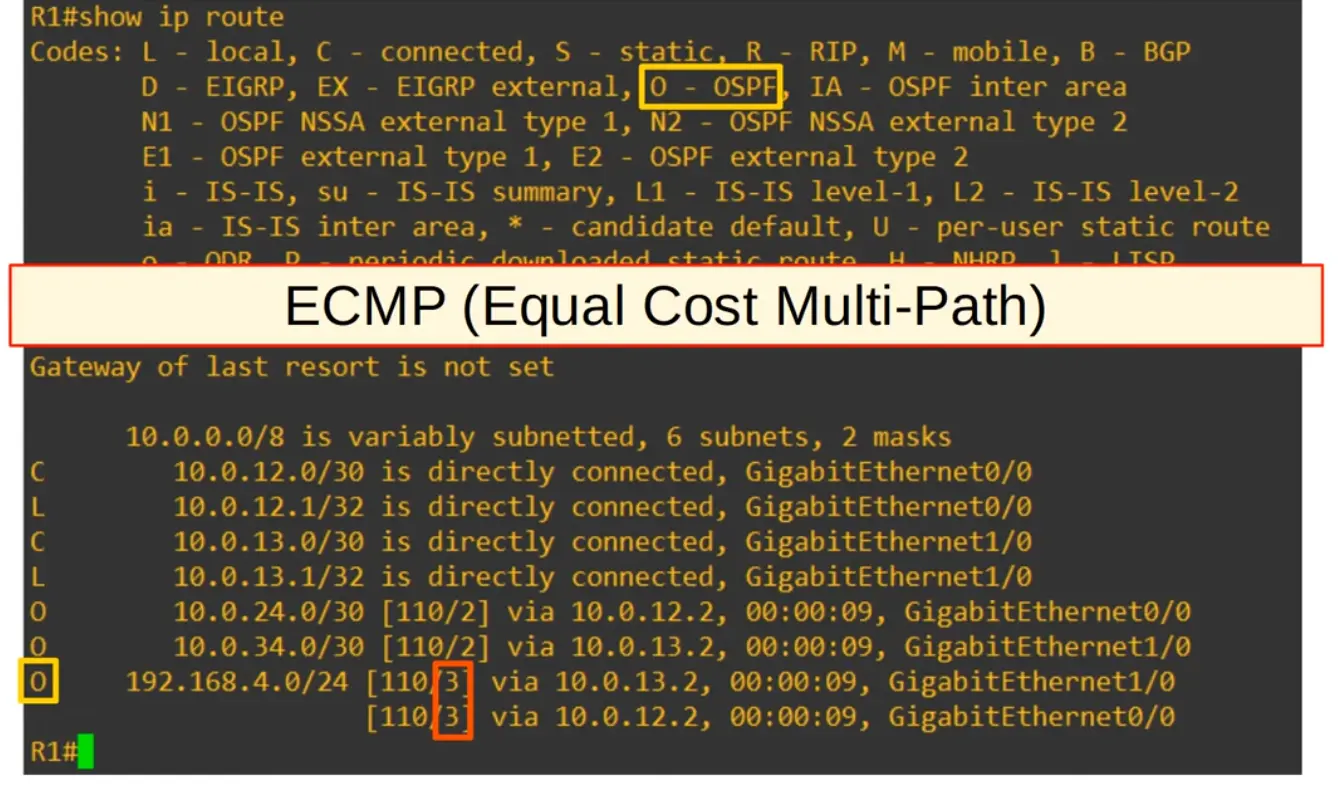 R1#show ip route
Codes: L - local, C - connected, S - static, R - RIP, M - mobile, B - BGP
D - EIGRP, EX - EIGRP external, O - OSPF, IA - OSPF inter area
N1 - OSPF NSSA external type 1, N2 - OSPF NSSA external type 2
E1 - OSPF external type 1, E2 - OSPF external type 2
i - IS-IS, su - IS-IS summary, L1 - IS-IS level-1, L2 - IS-IS level-2
ia - IS-IS inter area, * - candidate default, U - per-user static route
o - ODR, P - periodic downloaded static route, H - NHRP, l - LISP
ECMP (Equal Cost Multi-Path)
Gateway of last resort is not set
10.0.0.0/8 is variably subnetted, 6 subnets, 2 masks
C 10.0.12.0/30 is directly connected, GigabitEthernet0/0
L 10.0.12.1/32 is directly connected, GigabitEthernet0/0
C 10.0.13.0/30 is directly connected, GigabitEthernet1/0
L 10.0.13.1/32 is directly connected, GigabitEthernet1/0
O 10.0.24.0/30 [110/2] via 10.0.12.2, 00:00:09, GigabitEthernet0/0
O 10.0.34.0/30 [110/2] via 10.0.13.2, 00:00:09, GigabitEthernet1/0
O 192.168.4.0/24 [110/3] via 10.0.13.2, 00:00:09, GigabitEthernet1/0
[110/3] via 10.0.12.2, 00:00:09, GigabitEthernet0/0
R1#